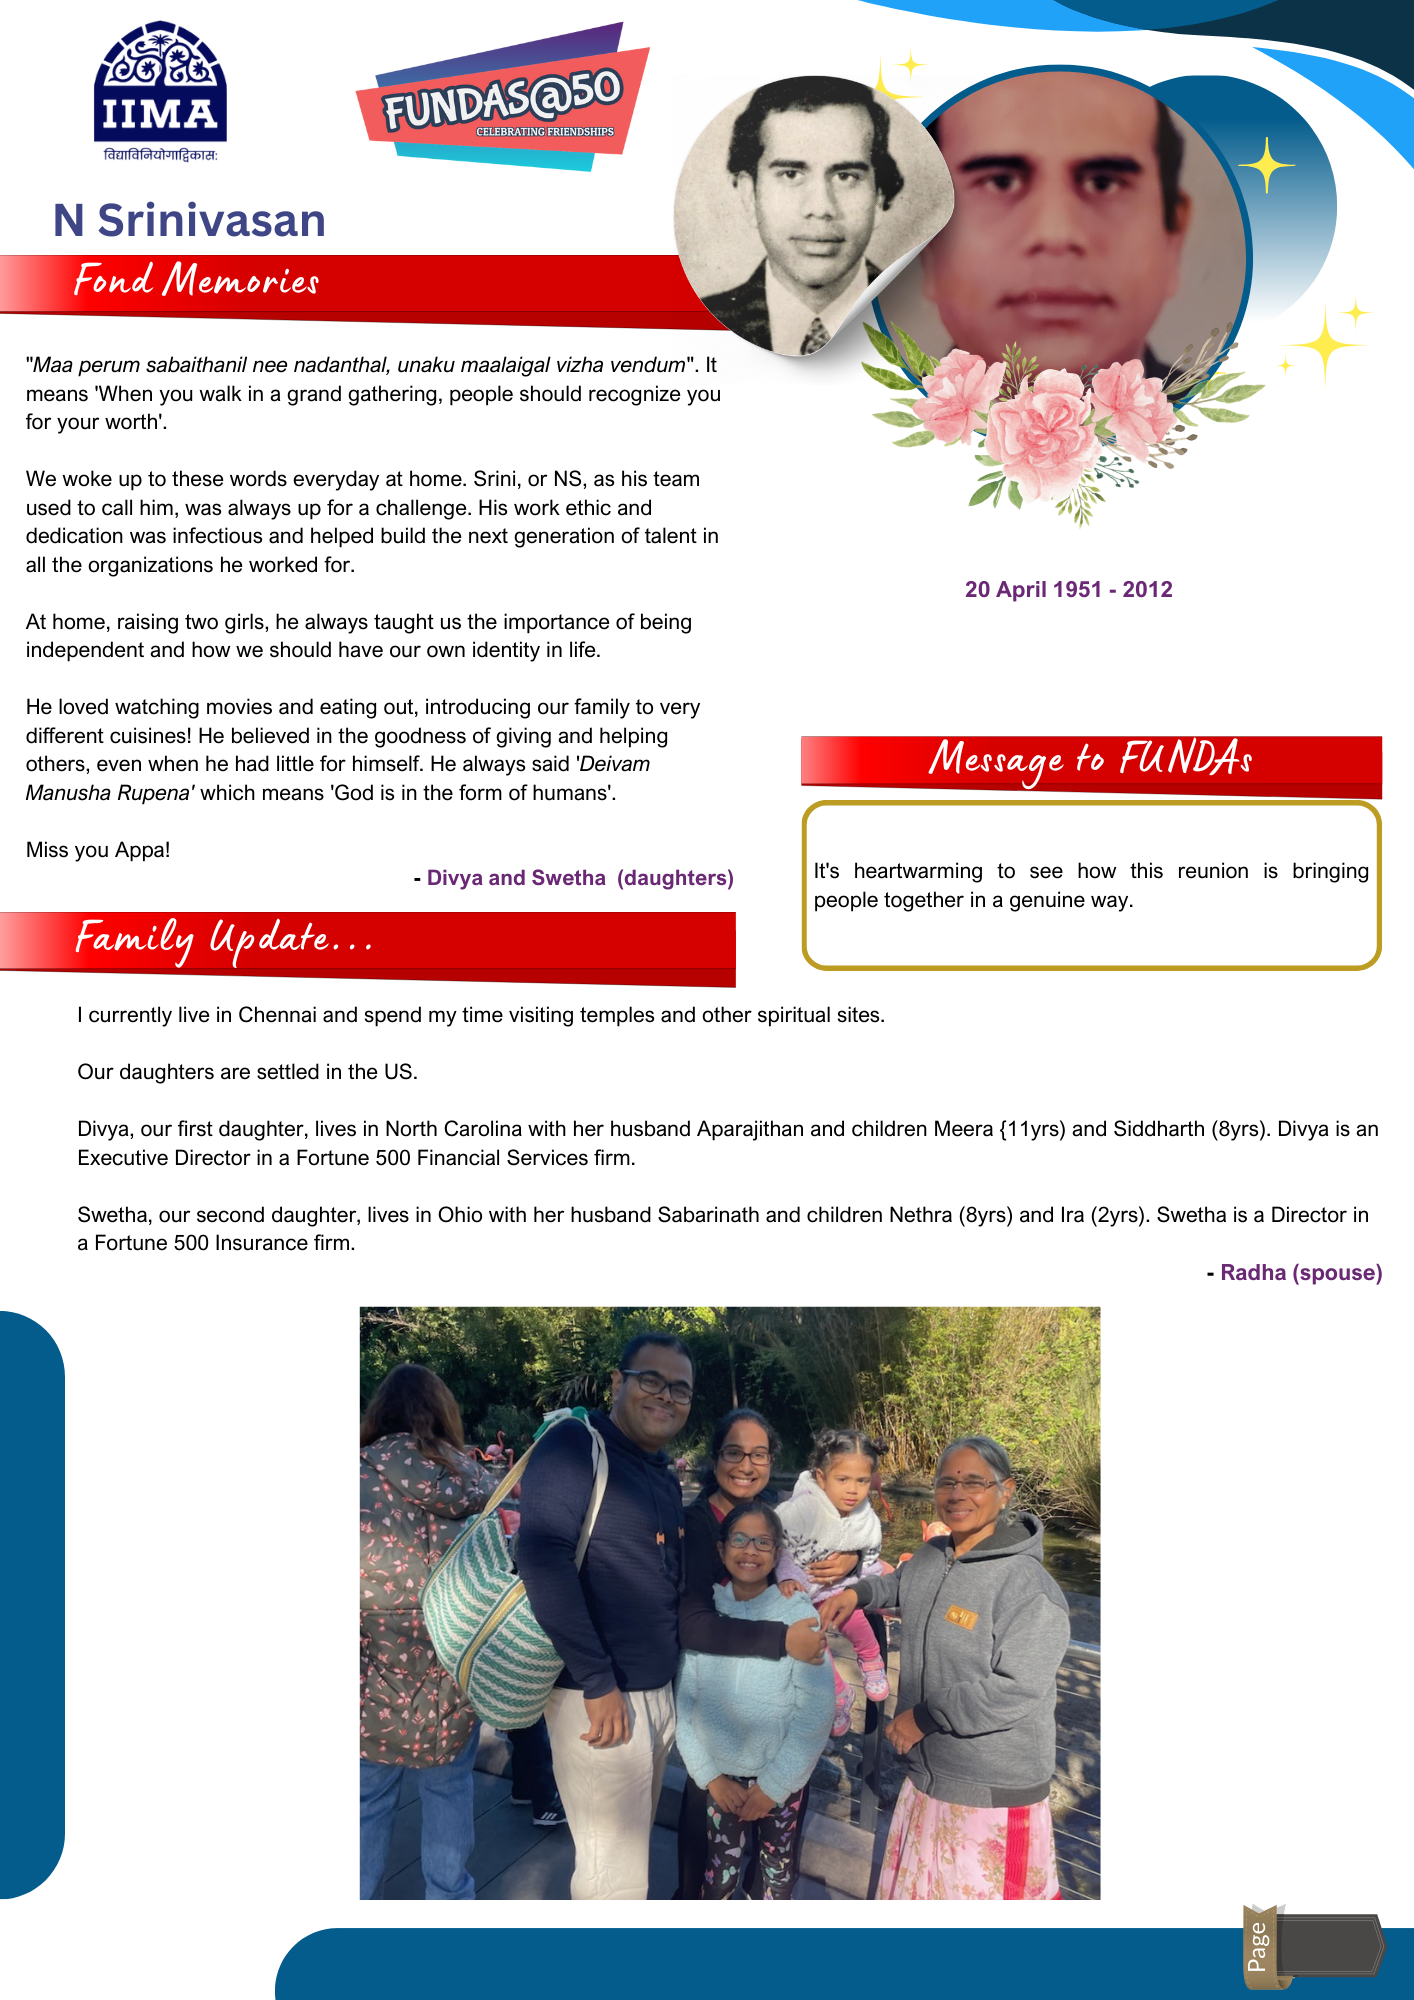 IIMA
विद्याविनियोगाद्विकास:
FUNDAS@50
CELEBRATING FRIENDSHIPS
N Srinivasan
Fond Memories
"Maa perum sabaithanil nee nadanthal, unaku maalaigal vizha vendum". It
means 'When you walk in a grand gathering, people should recognize you
for your worth'.
We woke up to these words everyday at home. Srini, or NS, as his team
used to call him, was always up for a challenge. His work ethic and
dedication was infectious and helped build the next generation of talent in
all the organizations he worked for.
At home, raising two girls, he always taught us the importance of being
independent and how we should have our own identity in life.
He loved watching movies and eating out, introducing our family to very
different cuisines! He believed in the goodness of giving and helping
others, even when he had little for himself. He always said 'Deivam
Manusha Rupena' which means 'God is in the form of humans'.
Miss you Appa!
- Divya and Swetha (daughters)
20 April 1951 - 2012
Message to FUNDAs
It's heartwarming to see how this reunion is bringing
people together in a genuine way.
Family Update...
I currently live in Chennai and spend my time visiting temples and other spiritual sites.
Our daughters are settled in the US.
Divya, our first daughter, lives in North Carolina with her husband Aparajithan and children Meera {11yrs) and Siddharth (8yrs). Divya is an
Executive Director in a Fortune 500 Financial Services firm.
Swetha, our second daughter, lives in Ohio with her husband Sabarinath and children Nethra (8yrs) and Ira (2yrs). Swetha is a Director in
a Fortune 500 Insurance firm.
- Radha (spouse)
Page